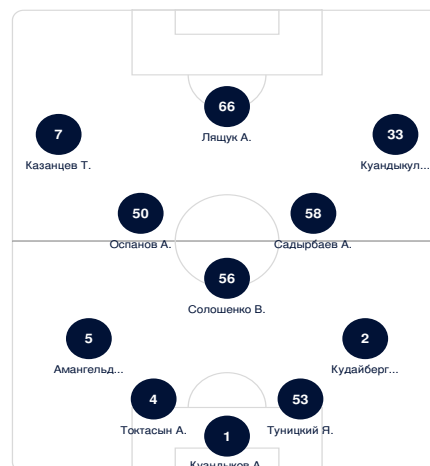 66
Лящук А.
7
33
Казанцев Т.
Куандыкул...
50
58
Оспанов А.
Садырбаев А.
56
Солошенко В.
5
2
Амангельд...
Кудайберг...
4
53
Токтасын А.
Туницкий Я.
1
Куандыков А.